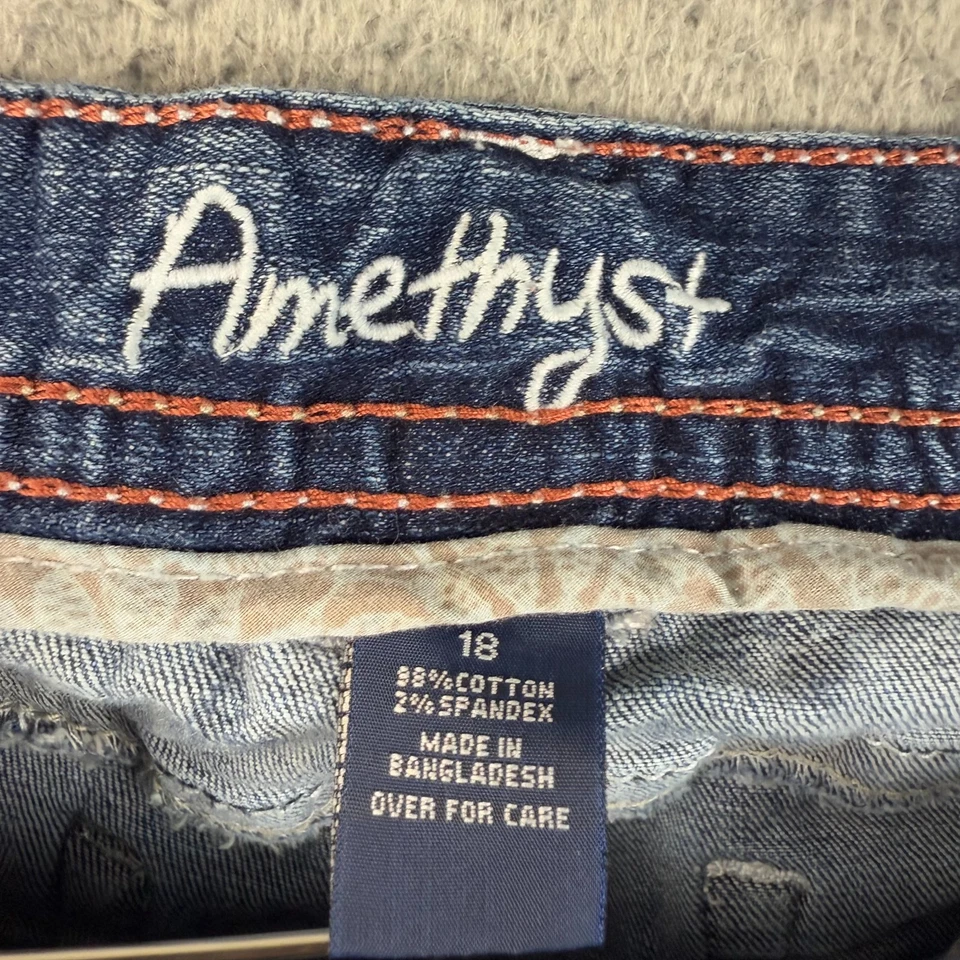 Amethyst
18
98%COTTON
2%SPANDEX
MADE IN
BANGLADESH
OVER FOR CARE